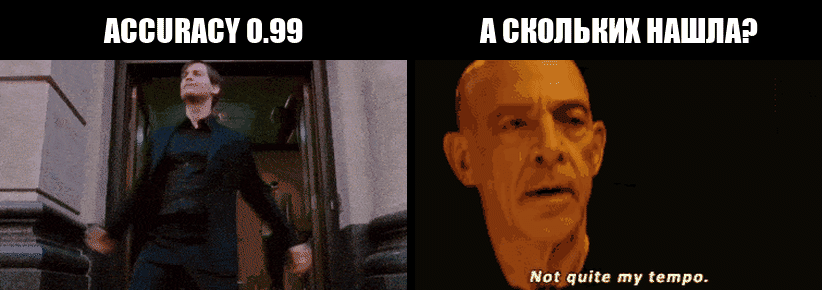 ACCURACY 0.99
А СКОЛЬКИХ НАШЛА?
Not quite my tempo.